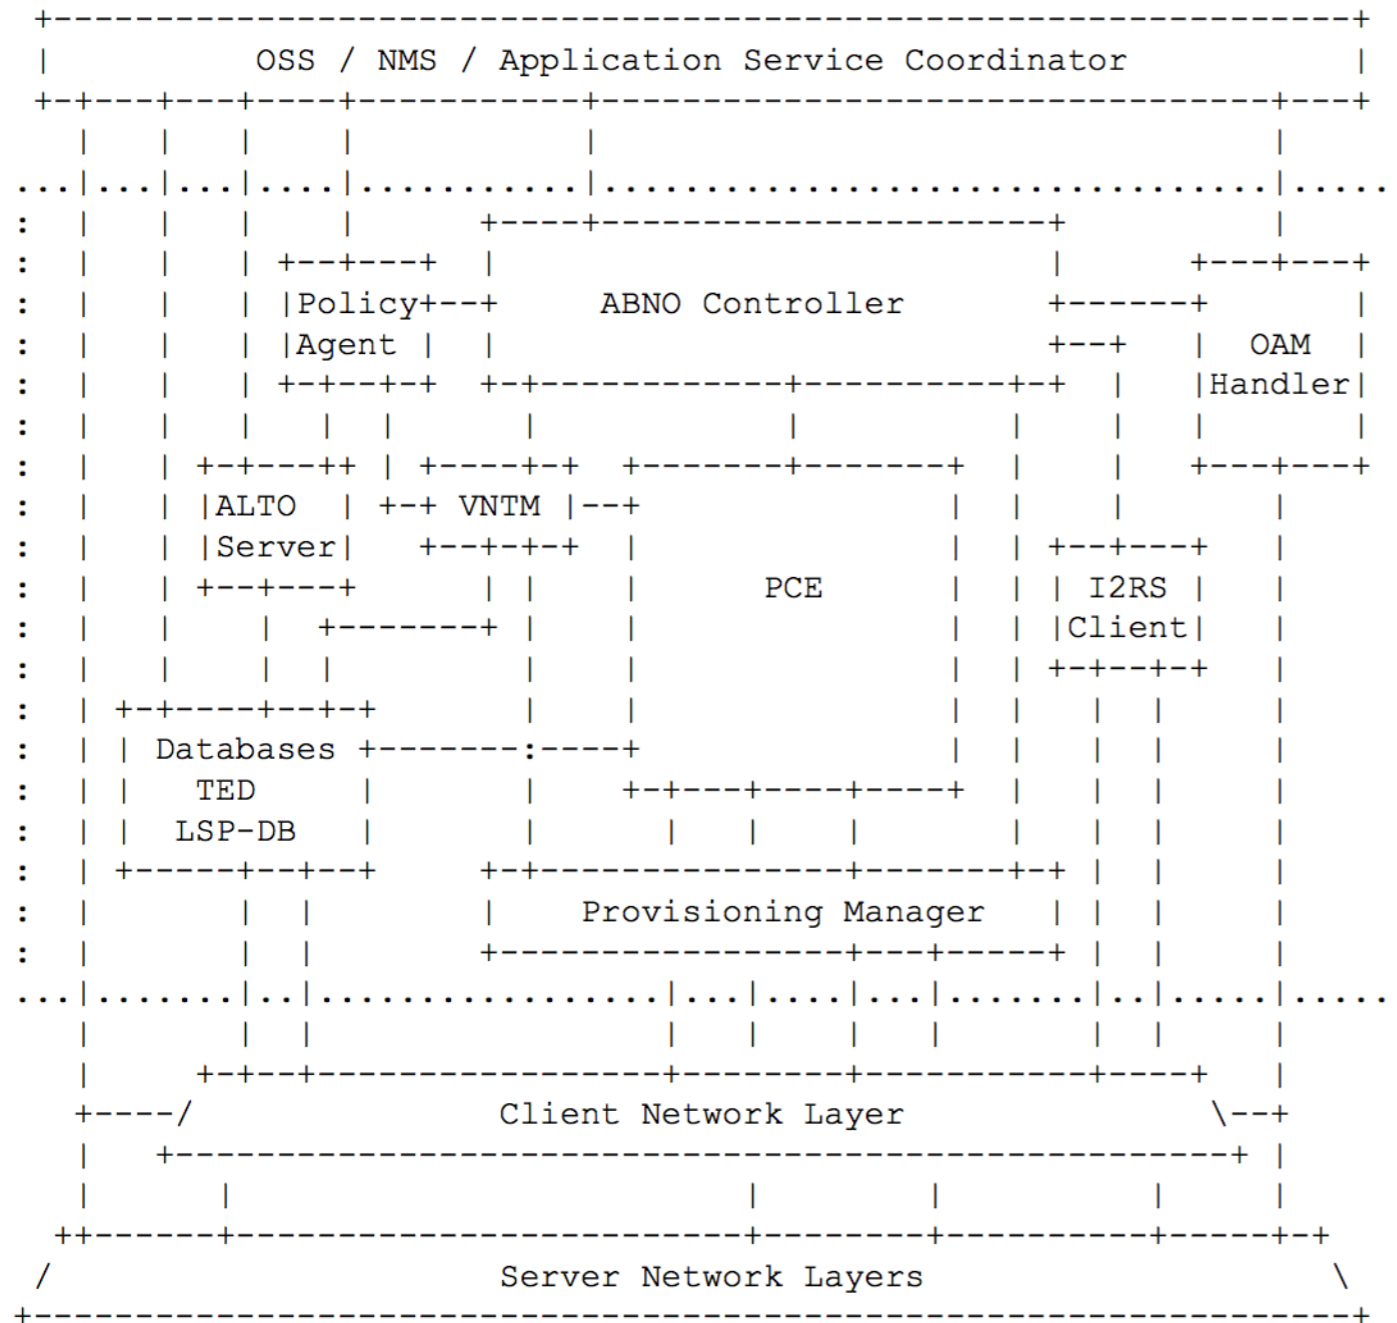 OSS / NMS / Application Service Coordinator
Policy
ABNO Controller
Agent
OAM
Handler
ALTO
VNTM
Server
PCE
I2RS
Client
Databases
TED
LSP-DB
Provisioning Manager
Client Network Layer
Server Network Layers